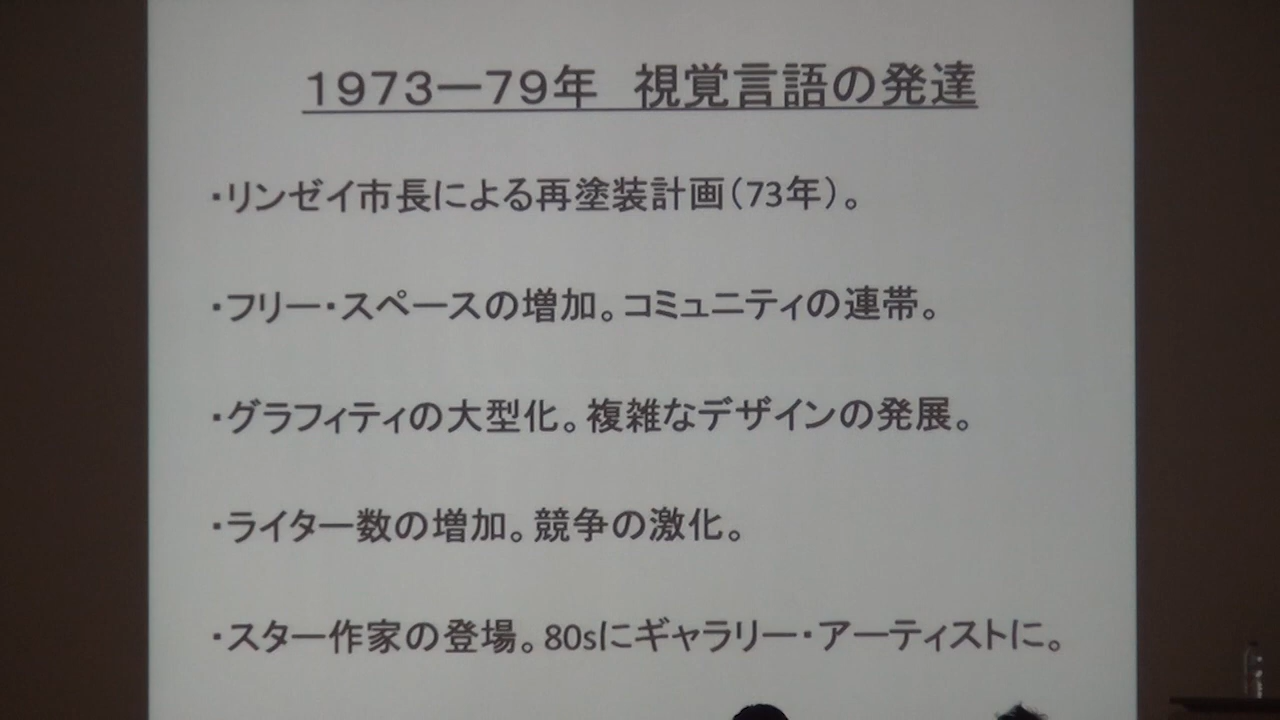 1973ー79年　視覚言語の発達
・リンゼイ市長による再塗装計画（73年）。
・フリー・スペースの増加。コミュニティの連帯。
・グラフィティの大型化。複雑なデザインの発展。
・ライター数の増加。競争の激化。
・スター作家の登場。80sにギャラリー・アーティストに。